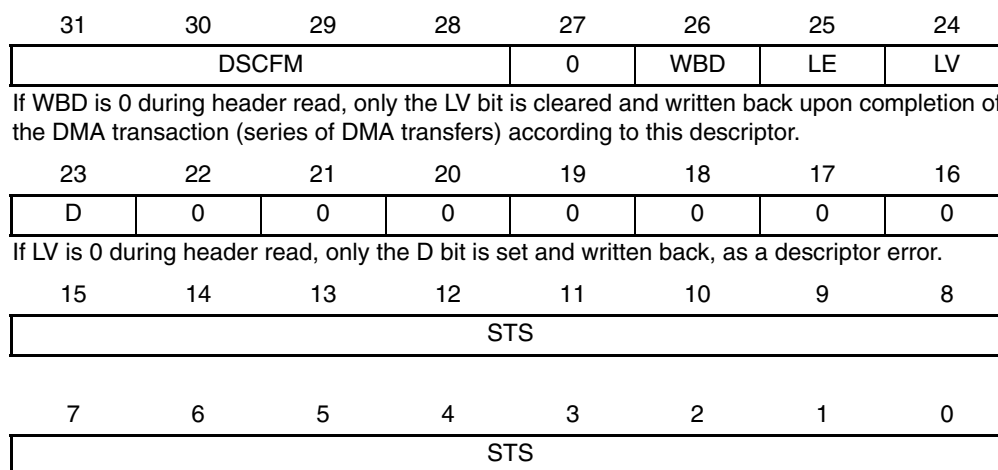 31 30 29 28 27 26 25 24
DSCFM 0 WBD LE LV
If WBD is 0 during header read, only the LV bit is cleared and written back upon completion of
the DMA transaction (series of DMA transfers) according to this descriptor.
23 22 21 20 19 18 17 16
D 0 0 0 0 0 0 0
If LV is 0 during header read, only the D bit is set and written back, as a descriptor error.
15 14 13 12 11 10 9 8
STS
7 6 5 4 3 2 1 0
STS